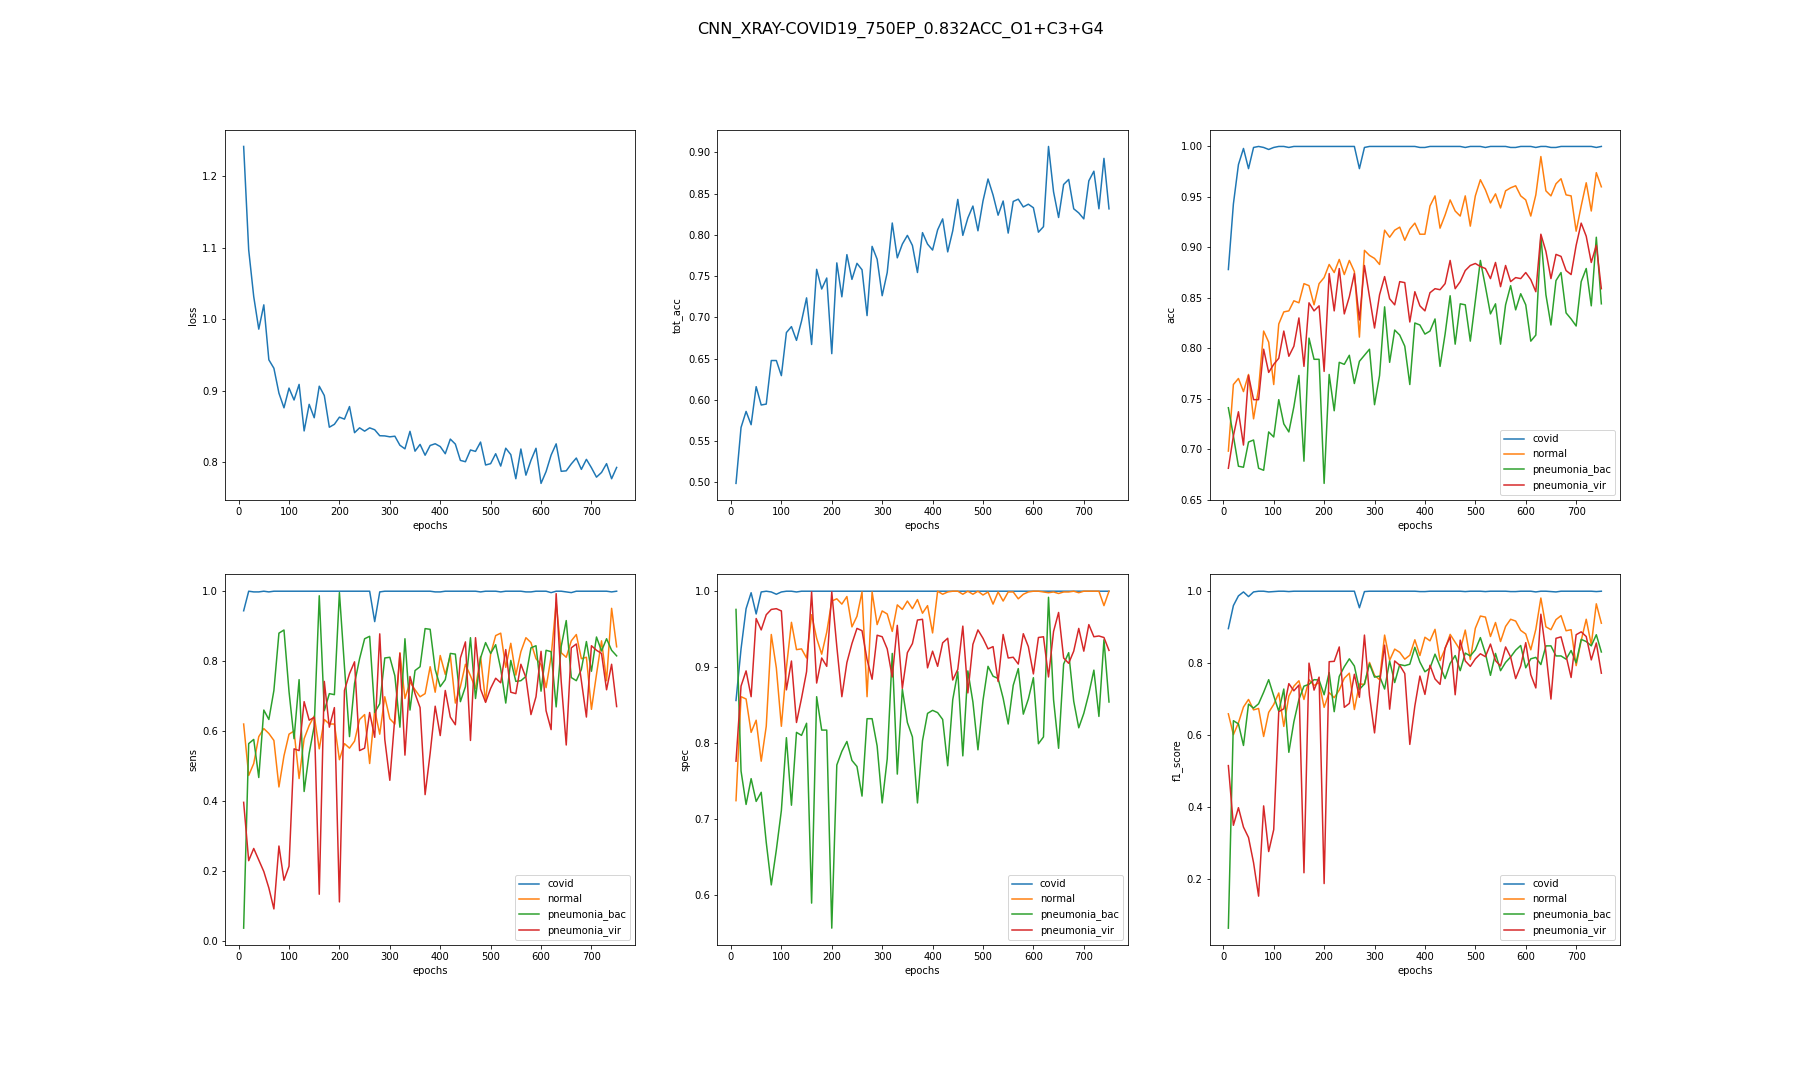 CNN_XRAY-COVID19_750EP_0.832ACC_O1+C3+G4
1.2
1.1
1.0
0.9
0.8
loss
0 100 200 300 400 500 600 700
epochs
0.90
0.85
0.80
0.75
0.70
0.65
0.60
0.55
0.50
tot_acc
0 100 200 300 400 500 600 700
epochs
1.00
0.95
0.90
0.85
0.80
0.75
0.70
0.65
acc
covid
normal
pneumonia_bac
pneumonia_vir
0 100 200 300 400 500 600 700
epochs
1.0
0.8
0.6
0.4
0.2
0.0
sens
covid
normal
pneumonia_bac
pneumonia_vir
0 100 200 300 400 500 600 700
epochs
1.0
0.9
0.8
0.7
0.6
spec
covid
normal
pneumonia_bac
pneumonia_vir
0 100 200 300 400 500 600 700
epochs
1.0
0.8
0.6
0.4
0.2
f1_score
covid
normal
pneumonia_bac
pneumonia_vir
0 100 200 300 400 500 600 700
epochs